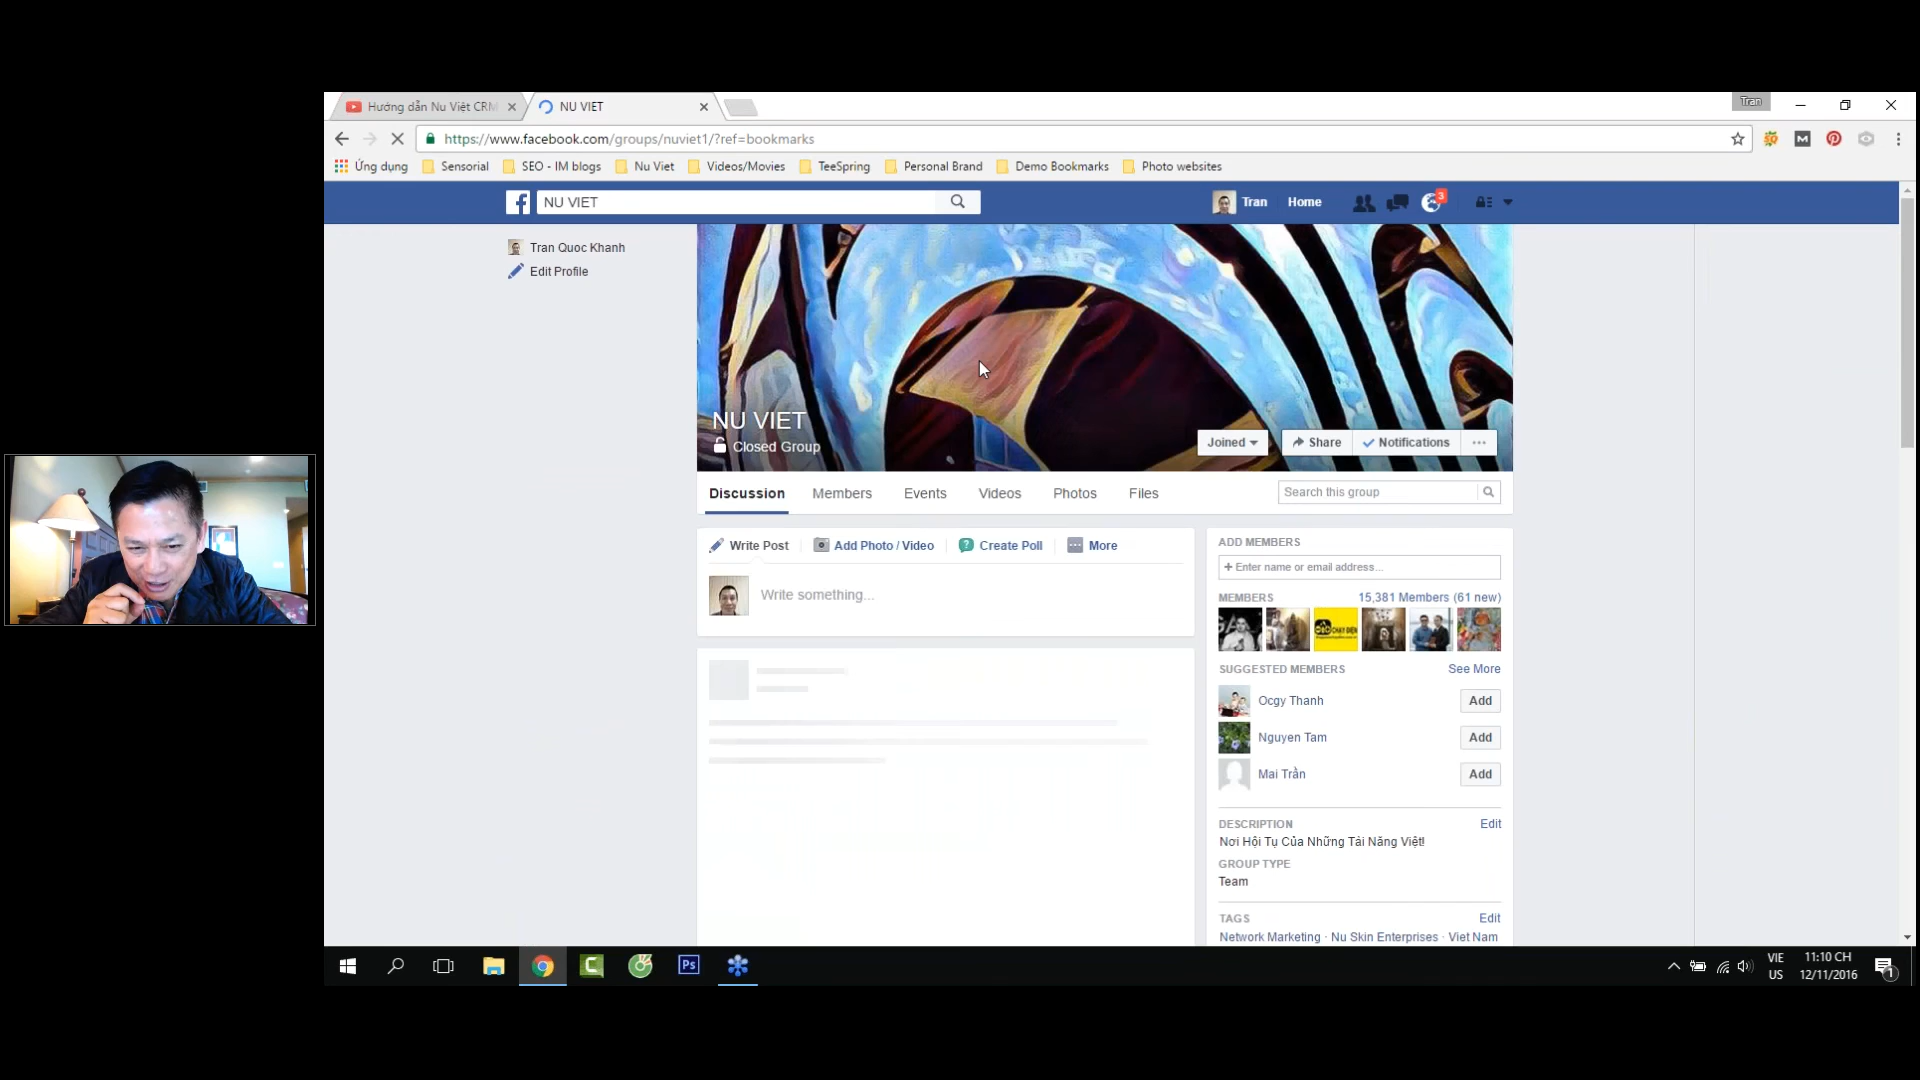 Hướng dẫn Nu Việt CRM
NU VIET
Tran
https://www.facebook.com/groups/nuviet1/?ref=bookmarks
Ứng dụng
Sensorial
SEO - IM blogs
Nu Viet
Videos/Movies
TeeSpring
Personal Brand
Demo Bookmarks
Photo websites
NU VIET
Tran
Home
3
Tran Quoc Khanh
Edit Profile
NU VIET
Closed Group
Joined
Share
Notifications
Discussion
Members
Events
Videos
Photos
Files
Search this group
Write Post
Add Photo / Video
Create Poll
More
Write something...
ADD MEMBERS
+ Enter name or email address...
MEMBERS
15,381 Members (61 new)
SUGGESTED MEMBERS
See More
Ocgy Thanh
Add
Nguyen Tam
Add
Mai Trần
Add
DESCRIPTION
Edit
Nơi Hội Tụ Của Những Tài Năng Việt!
GROUP TYPE
Team
TAGS
Edit
Network Marketing · Nu Skin Enterprises · Viet Nam
Ps
VIE
US
11:10 CH
12/11/2016
1